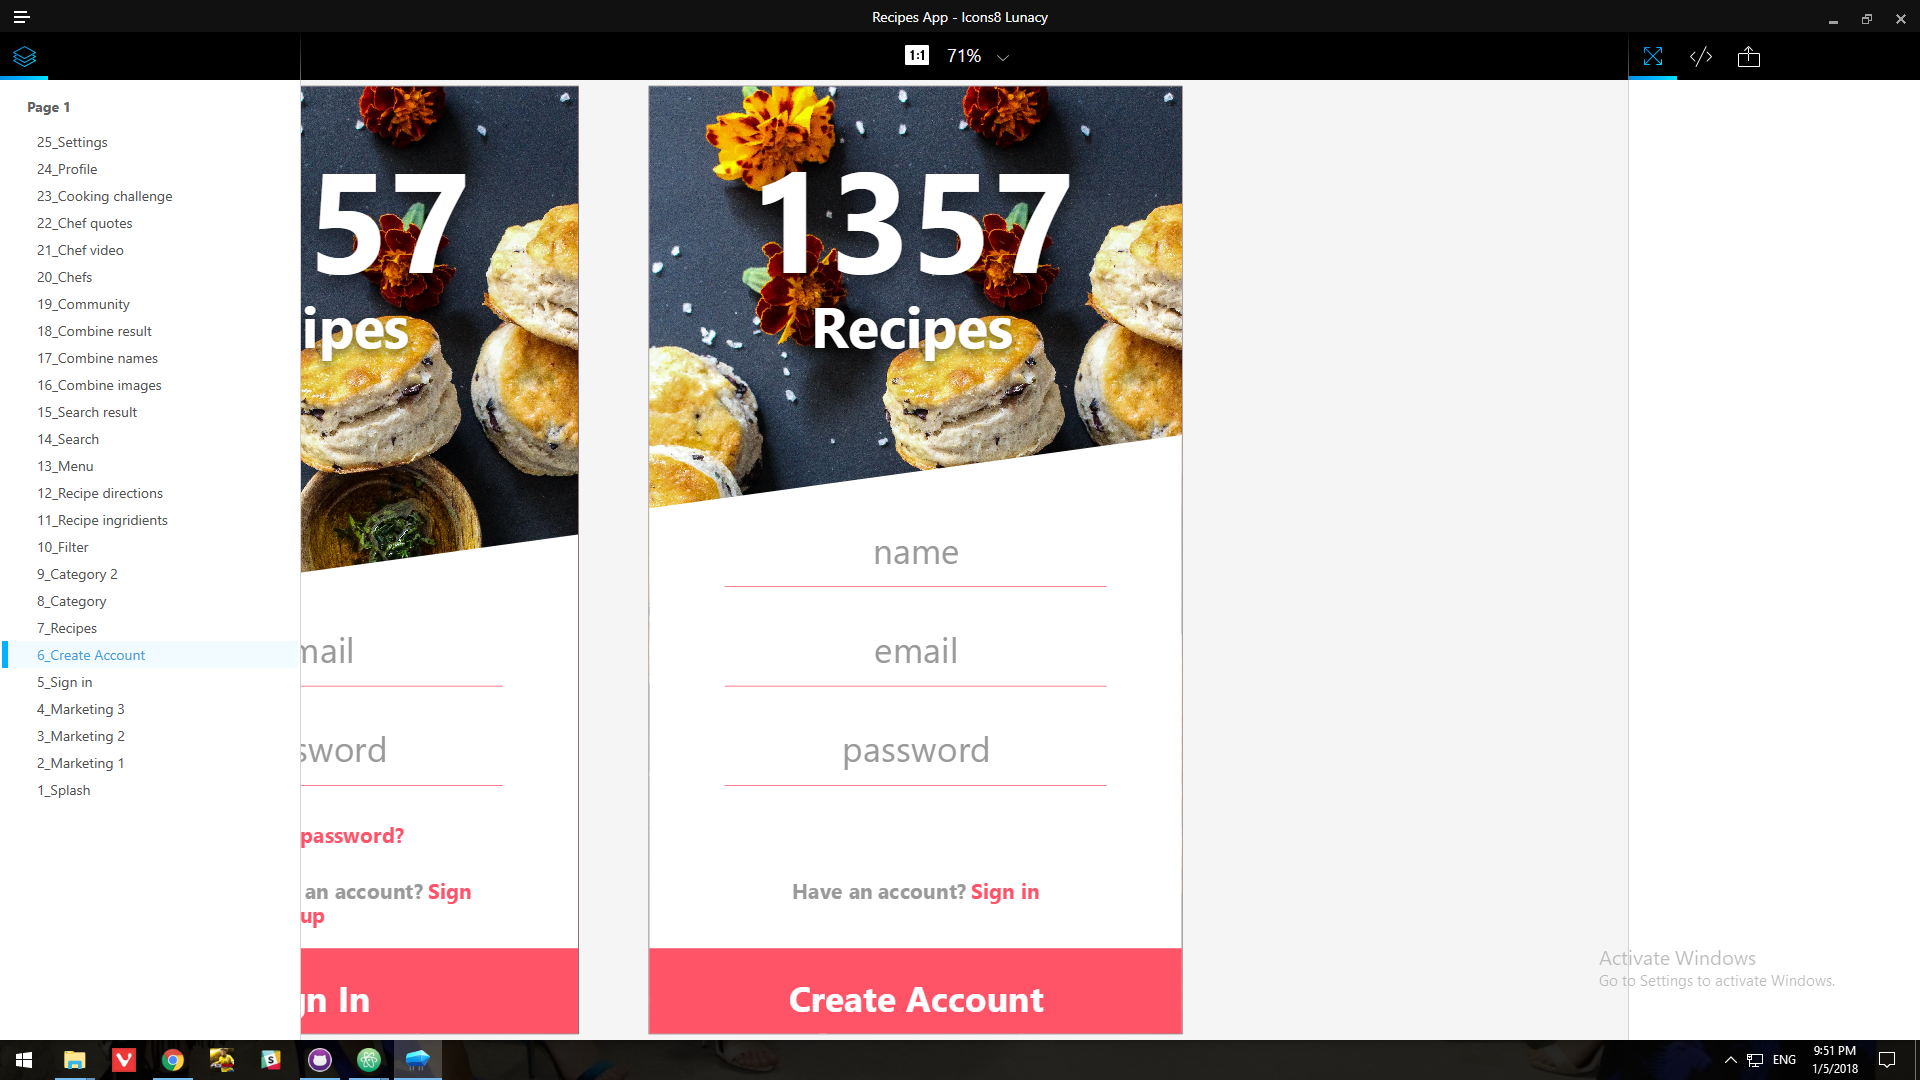 Recipes App - Icons8 Lunacy
1:1 71%
Page 1
25_Settings
24_Profile
23_Cooking challenge
22_Chef quotes
21_Chef video
20_Chefs
19_Community
18_Combine result
17_Combine names
16_Combine images
15_Search result
14_Search
13_Menu
12_Recipe directions
11_Recipe ingridients
10_Filter
9_Category 2
8_Category
7_Recipes
6_Create Account
5_Sign in
4_Marketing 3
3_Marketing 2
2_Marketing 1
1_Splash
57
ipes
mail
sword
password?
an account? Sign
up
gn In
1357
Recipes
name
email
password
Have an account? Sign in
Create Account
Activate Windows
Go to Settings to activate Windows.
ENG
9:51 PM
1/5/2018